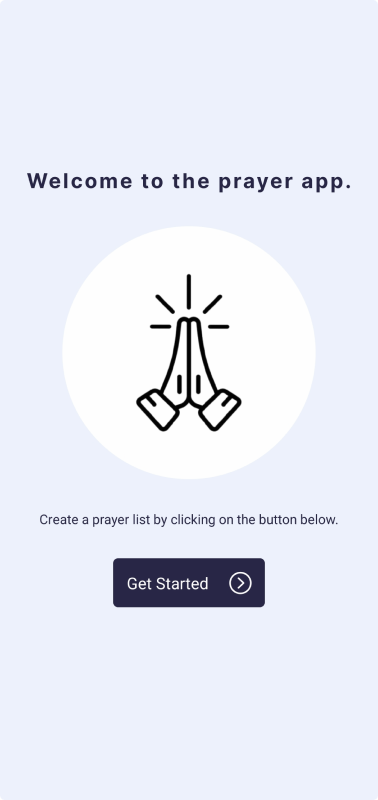 Welcome to the prayer app.
Create a prayer list by clicking on the button below.
Get Started